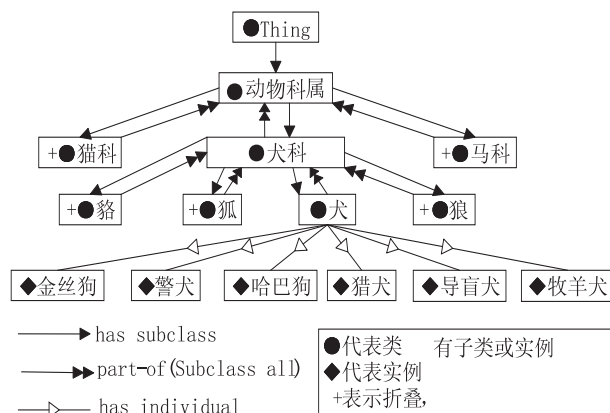 ●Thing
●动物科属
+●猫科
●犬科
+●马科
+●貉
+●狐
●犬
+●狼
◆金丝狗
◆警犬
◆哈巴狗
◆猎犬
◆导盲犬
◆牧羊犬
has subclass
part-of(Subclass all)
has individual
●代表类 有子类或实例
◆代表实例
+表示折叠,